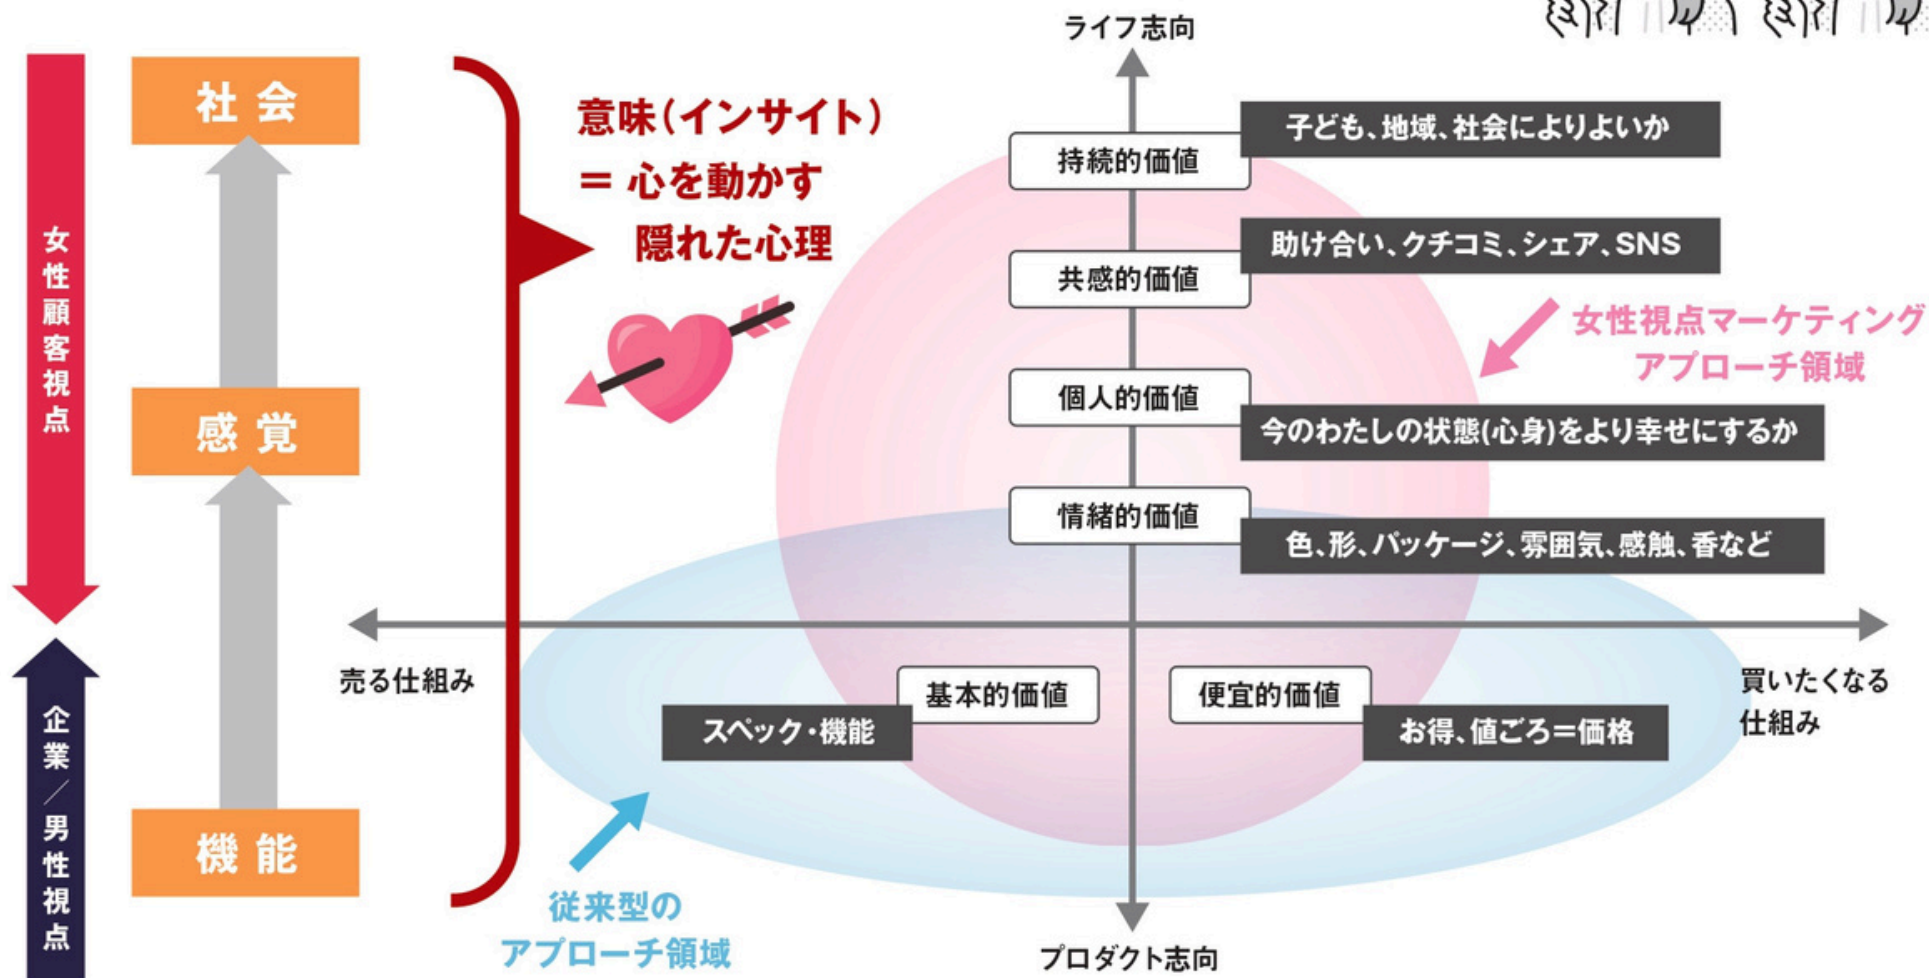 女性顧客視点
企業／男性視点
社会
感覚
機能
意味(インサイト)
＝ 心を動かす
隠れた心理
ライフ志向
持続的価値
子ども、地域、社会によりよいか
共感的価値
助け合い、クチコミ、シェア、SNS
女性視点マーケティング
アプローチ領域
個人的価値
今のわたしの状態(心身)をより幸せにするか
情緒的価値
色、形、パッケージ、雰囲気、感触、香など
売る仕組み
買いたくなる
仕組み
基本的価値
スペック・機能
便宜的価値
お得、値ごろ＝価格
従来型の
アプローチ領域
プロダクト志向